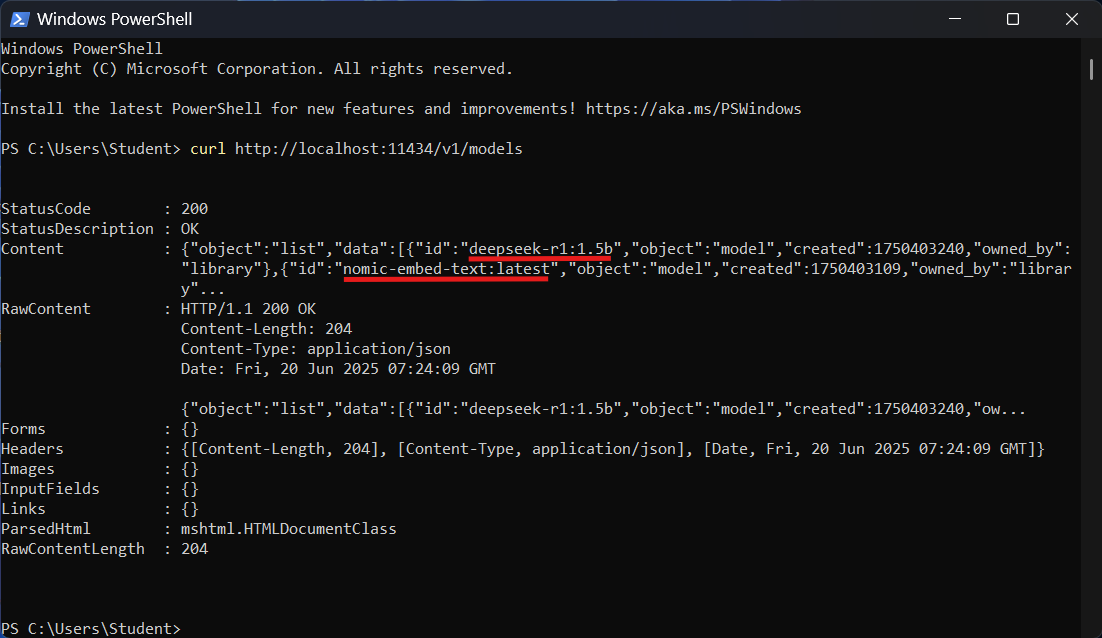 Windows PowerShell
Windows PowerShell
Copyright (C) Microsoft Corporation. All rights reserved.
Install the latest PowerShell for new features and improvements! https://aka.ms/PSWindows
PS C:\Users\Student> curl http://localhost:11434/v1/models
StatusCode        : 200
StatusDescription : OK
Content           : {"object":"list","data":[{"id":"deepseek-r1:1.5b","object":"model","created":1750403240,"owned_by":
                    "library"},{"id":"nomic-embed-text:latest","object":"model","created":1750403109,"owned_by":"librar
                    y"...
RawContent        : HTTP/1.1 200 OK
                    Content-Length: 204
                    Content-Type: application/json
                    Date: Fri, 20 Jun 2025 07:24:09 GMT
                    {"object":"list","data":[{"id":"deepseek-r1:1.5b","object":"model","created":1750403240,"ow...
Forms             : {}
Headers           : {[Content-Length, 204], [Content-Type, application/json], [Date, Fri, 20 Jun 2025 07:24:09 GMT]}
Images            : {}
InputFields       : {}
Links             : {}
ParsedHtml        : mshtml.HTMLDocumentClass
RawContentLength  : 204
PS C:\Users\Student>